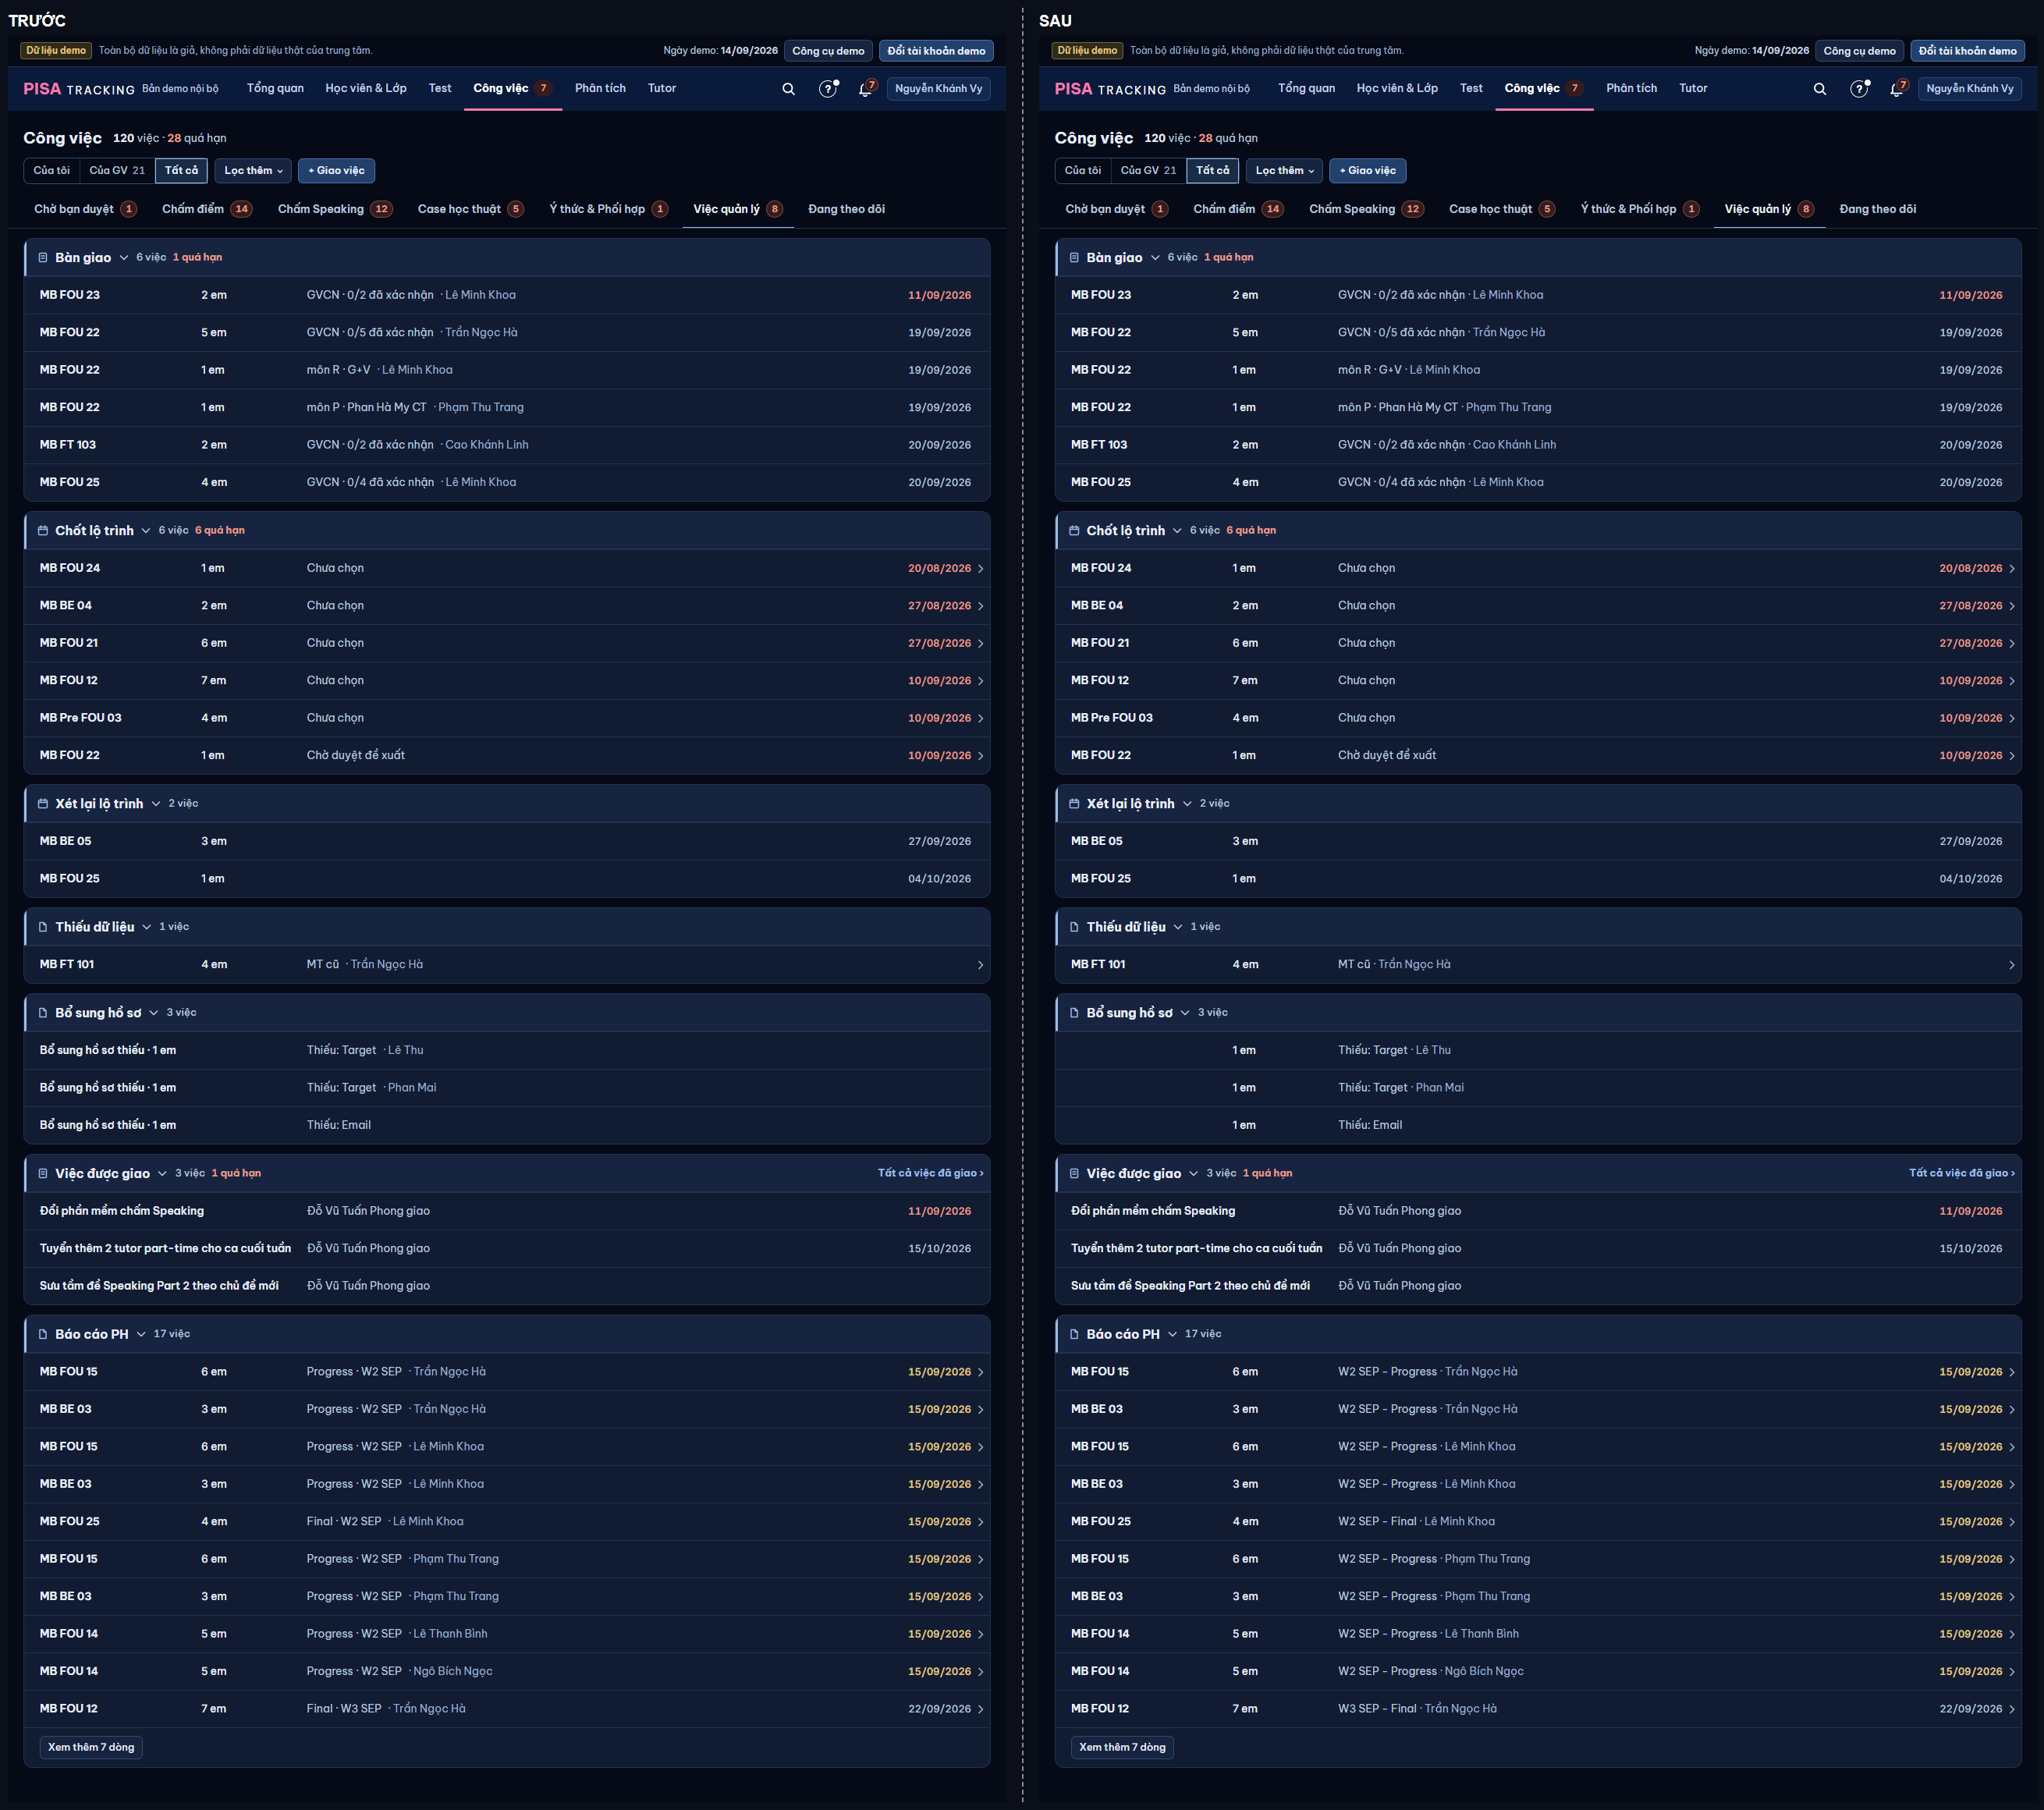 TRƯỚC
Dữ liệu demo Toàn bộ dữ liệu là giả, không phải dữ liệu thật của trung tâm. Ngày demo: 14/09/2026 Công cụ demo Đổi tài khoản demo
PISA TRACKING Bản demo nội bộ Tổng quan Học viên & Lớp Test Công việc 7 Phân tích Tutor ? 7 Nguyễn Khánh Vy
Công việc 120 việc · 28 quá hạn
Của tôi Của GV 21 Tất cả Lọc thêm + Giao việc
Chờ bạn duyệt 1 Chấm điểm 14 Chấm Speaking 12 Case học thuật 5 Ý thức & Phối hợp 1 Việc quản lý 8 Đang theo dõi
Bàn giao 6 việc 1 quá hạn
MB FOU 23 2 em GVCN · 0/2 đã xác nhận · Lê Minh Khoa 11/09/2026
MB FOU 22 5 em GVCN · 0/5 đã xác nhận · Trần Ngọc Hà 19/09/2026
MB FOU 22 1 em môn R · G+V · Lê Minh Khoa 19/09/2026
MB FOU 22 1 em môn P · Phan Hà My CT · Phạm Thu Trang 19/09/2026
MB FT 103 2 em GVCN · 0/2 đã xác nhận · Cao Khánh Linh 20/09/2026
MB FOU 25 4 em GVCN · 0/4 đã xác nhận · Lê Minh Khoa 20/09/2026
Chốt lộ trình 6 việc 6 quá hạn
MB FOU 24 1 em Chưa chọn 20/08/2026
MB BE 04 2 em Chưa chọn 27/08/2026
MB FOU 21 6 em Chưa chọn 27/08/2026
MB FOU 12 7 em Chưa chọn 10/09/2026
MB Pre FOU 03 4 em Chưa chọn 10/09/2026
MB FOU 22 1 em Chờ duyệt đề xuất 10/09/2026
Xét lại lộ trình 2 việc
MB BE 05 3 em 27/09/2026
MB FOU 25 1 em 04/10/2026
Thiếu dữ liệu 1 việc
MB FT 101 4 em MT cũ · Trần Ngọc Hà
Bổ sung hồ sơ 3 việc
Bổ sung hồ sơ thiếu · 1 em Thiếu: Target · Lê Thu
Bổ sung hồ sơ thiếu · 1 em Thiếu: Target · Phan Mai
Bổ sung hồ sơ thiếu · 1 em Thiếu: Email
Việc được giao 3 việc 1 quá hạn Tất cả việc đã giao ›
Đổi phần mềm chấm Speaking Đỗ Vũ Tuấn Phong giao 11/09/2026
Tuyển thêm 2 tutor part-time cho ca cuối tuần Đỗ Vũ Tuấn Phong giao 15/10/2026
Sưu tầm đề Speaking Part 2 theo chủ đề mới Đỗ Vũ Tuấn Phong giao
Báo cáo PH 17 việc
MB FOU 15 6 em Progress · W2 SEP · Trần Ngọc Hà 15/09/2026
MB BE 03 3 em Progress · W2 SEP · Trần Ngọc Hà 15/09/2026
MB FOU 15 6 em Progress · W2 SEP · Lê Minh Khoa 15/09/2026
MB BE 03 3 em Progress · W2 SEP · Lê Minh Khoa 15/09/2026
MB FOU 25 4 em Final · W2 SEP · Lê Minh Khoa 15/09/2026
MB FOU 15 6 em Progress · W2 SEP · Phạm Thu Trang 15/09/2026
MB BE 03 3 em Progress · W2 SEP · Phạm Thu Trang 15/09/2026
MB FOU 14 5 em Progress · W2 SEP · Lê Thanh Bình 15/09/2026
MB FOU 14 5 em Progress · W2 SEP · Ngô Bích Ngọc 15/09/2026
MB FOU 12 7 em Final · W3 SEP · Trần Ngọc Hà 22/09/2026
Xem thêm 7 dòng
SAU
Dữ liệu demo Toàn bộ dữ liệu là giả, không phải dữ liệu thật của trung tâm. Ngày demo: 14/09/2026 Công cụ demo Đổi tài khoản demo
PISA TRACKING Bản demo nội bộ Tổng quan Học viên & Lớp Test Công việc 7 Phân tích Tutor ? 7 Nguyễn Khánh Vy
Công việc 120 việc · 28 quá hạn
Của tôi Của GV 21 Tất cả Lọc thêm + Giao việc
Chờ bạn duyệt 1 Chấm điểm 14 Chấm Speaking 12 Case học thuật 5 Ý thức & Phối hợp 1 Việc quản lý 8 Đang theo dõi
Bàn giao 6 việc 1 quá hạn
MB FOU 23 2 em GVCN · 0/2 đã xác nhận · Lê Minh Khoa 11/09/2026
MB FOU 22 5 em GVCN · 0/5 đã xác nhận · Trần Ngọc Hà 19/09/2026
MB FOU 22 1 em môn R · G+V · Lê Minh Khoa 19/09/2026
MB FOU 22 1 em môn P · Phan Hà My CT · Phạm Thu Trang 19/09/2026
MB FT 103 2 em GVCN · 0/2 đã xác nhận · Cao Khánh Linh 20/09/2026
MB FOU 25 4 em GVCN · 0/4 đã xác nhận · Lê Minh Khoa 20/09/2026
Chốt lộ trình 6 việc 6 quá hạn
MB FOU 24 1 em Chưa chọn 20/08/2026
MB BE 04 2 em Chưa chọn 27/08/2026
MB FOU 21 6 em Chưa chọn 27/08/2026
MB FOU 12 7 em Chưa chọn 10/09/2026
MB Pre FOU 03 4 em Chưa chọn 10/09/2026
MB FOU 22 1 em Chờ duyệt đề xuất 10/09/2026
Xét lại lộ trình 2 việc
MB BE 05 3 em 27/09/2026
MB FOU 25 1 em 04/10/2026
Thiếu dữ liệu 1 việc
MB FT 101 4 em MT cũ · Trần Ngọc Hà
Bổ sung hồ sơ 3 việc
1 em Thiếu: Target · Lê Thu
1 em Thiếu: Target · Phan Mai
1 em Thiếu: Email
Việc được giao 3 việc 1 quá hạn Tất cả việc đã giao ›
Đổi phần mềm chấm Speaking Đỗ Vũ Tuấn Phong giao 11/09/2026
Tuyển thêm 2 tutor part-time cho ca cuối tuần Đỗ Vũ Tuấn Phong giao 15/10/2026
Sưu tầm đề Speaking Part 2 theo chủ đề mới Đỗ Vũ Tuấn Phong giao
Báo cáo PH 17 việc
MB FOU 15 6 em W2 SEP - Progress · Trần Ngọc Hà 15/09/2026
MB BE 03 3 em W2 SEP - Progress · Trần Ngọc Hà 15/09/2026
MB FOU 15 6 em W2 SEP - Progress · Lê Minh Khoa 15/09/2026
MB BE 03 3 em W2 SEP - Progress · Lê Minh Khoa 15/09/2026
MB FOU 25 4 em W2 SEP - Final · Lê Minh Khoa 15/09/2026
MB FOU 15 6 em W2 SEP - Progress · Phạm Thu Trang 15/09/2026
MB BE 03 3 em W2 SEP - Progress · Phạm Thu Trang 15/09/2026
MB FOU 14 5 em W2 SEP - Progress · Lê Thanh Bình 15/09/2026
MB FOU 14 5 em W2 SEP - Progress · Ngô Bích Ngọc 15/09/2026
MB FOU 12 7 em W3 SEP - Final · Trần Ngọc Hà 22/09/2026
Xem thêm 7 dòng